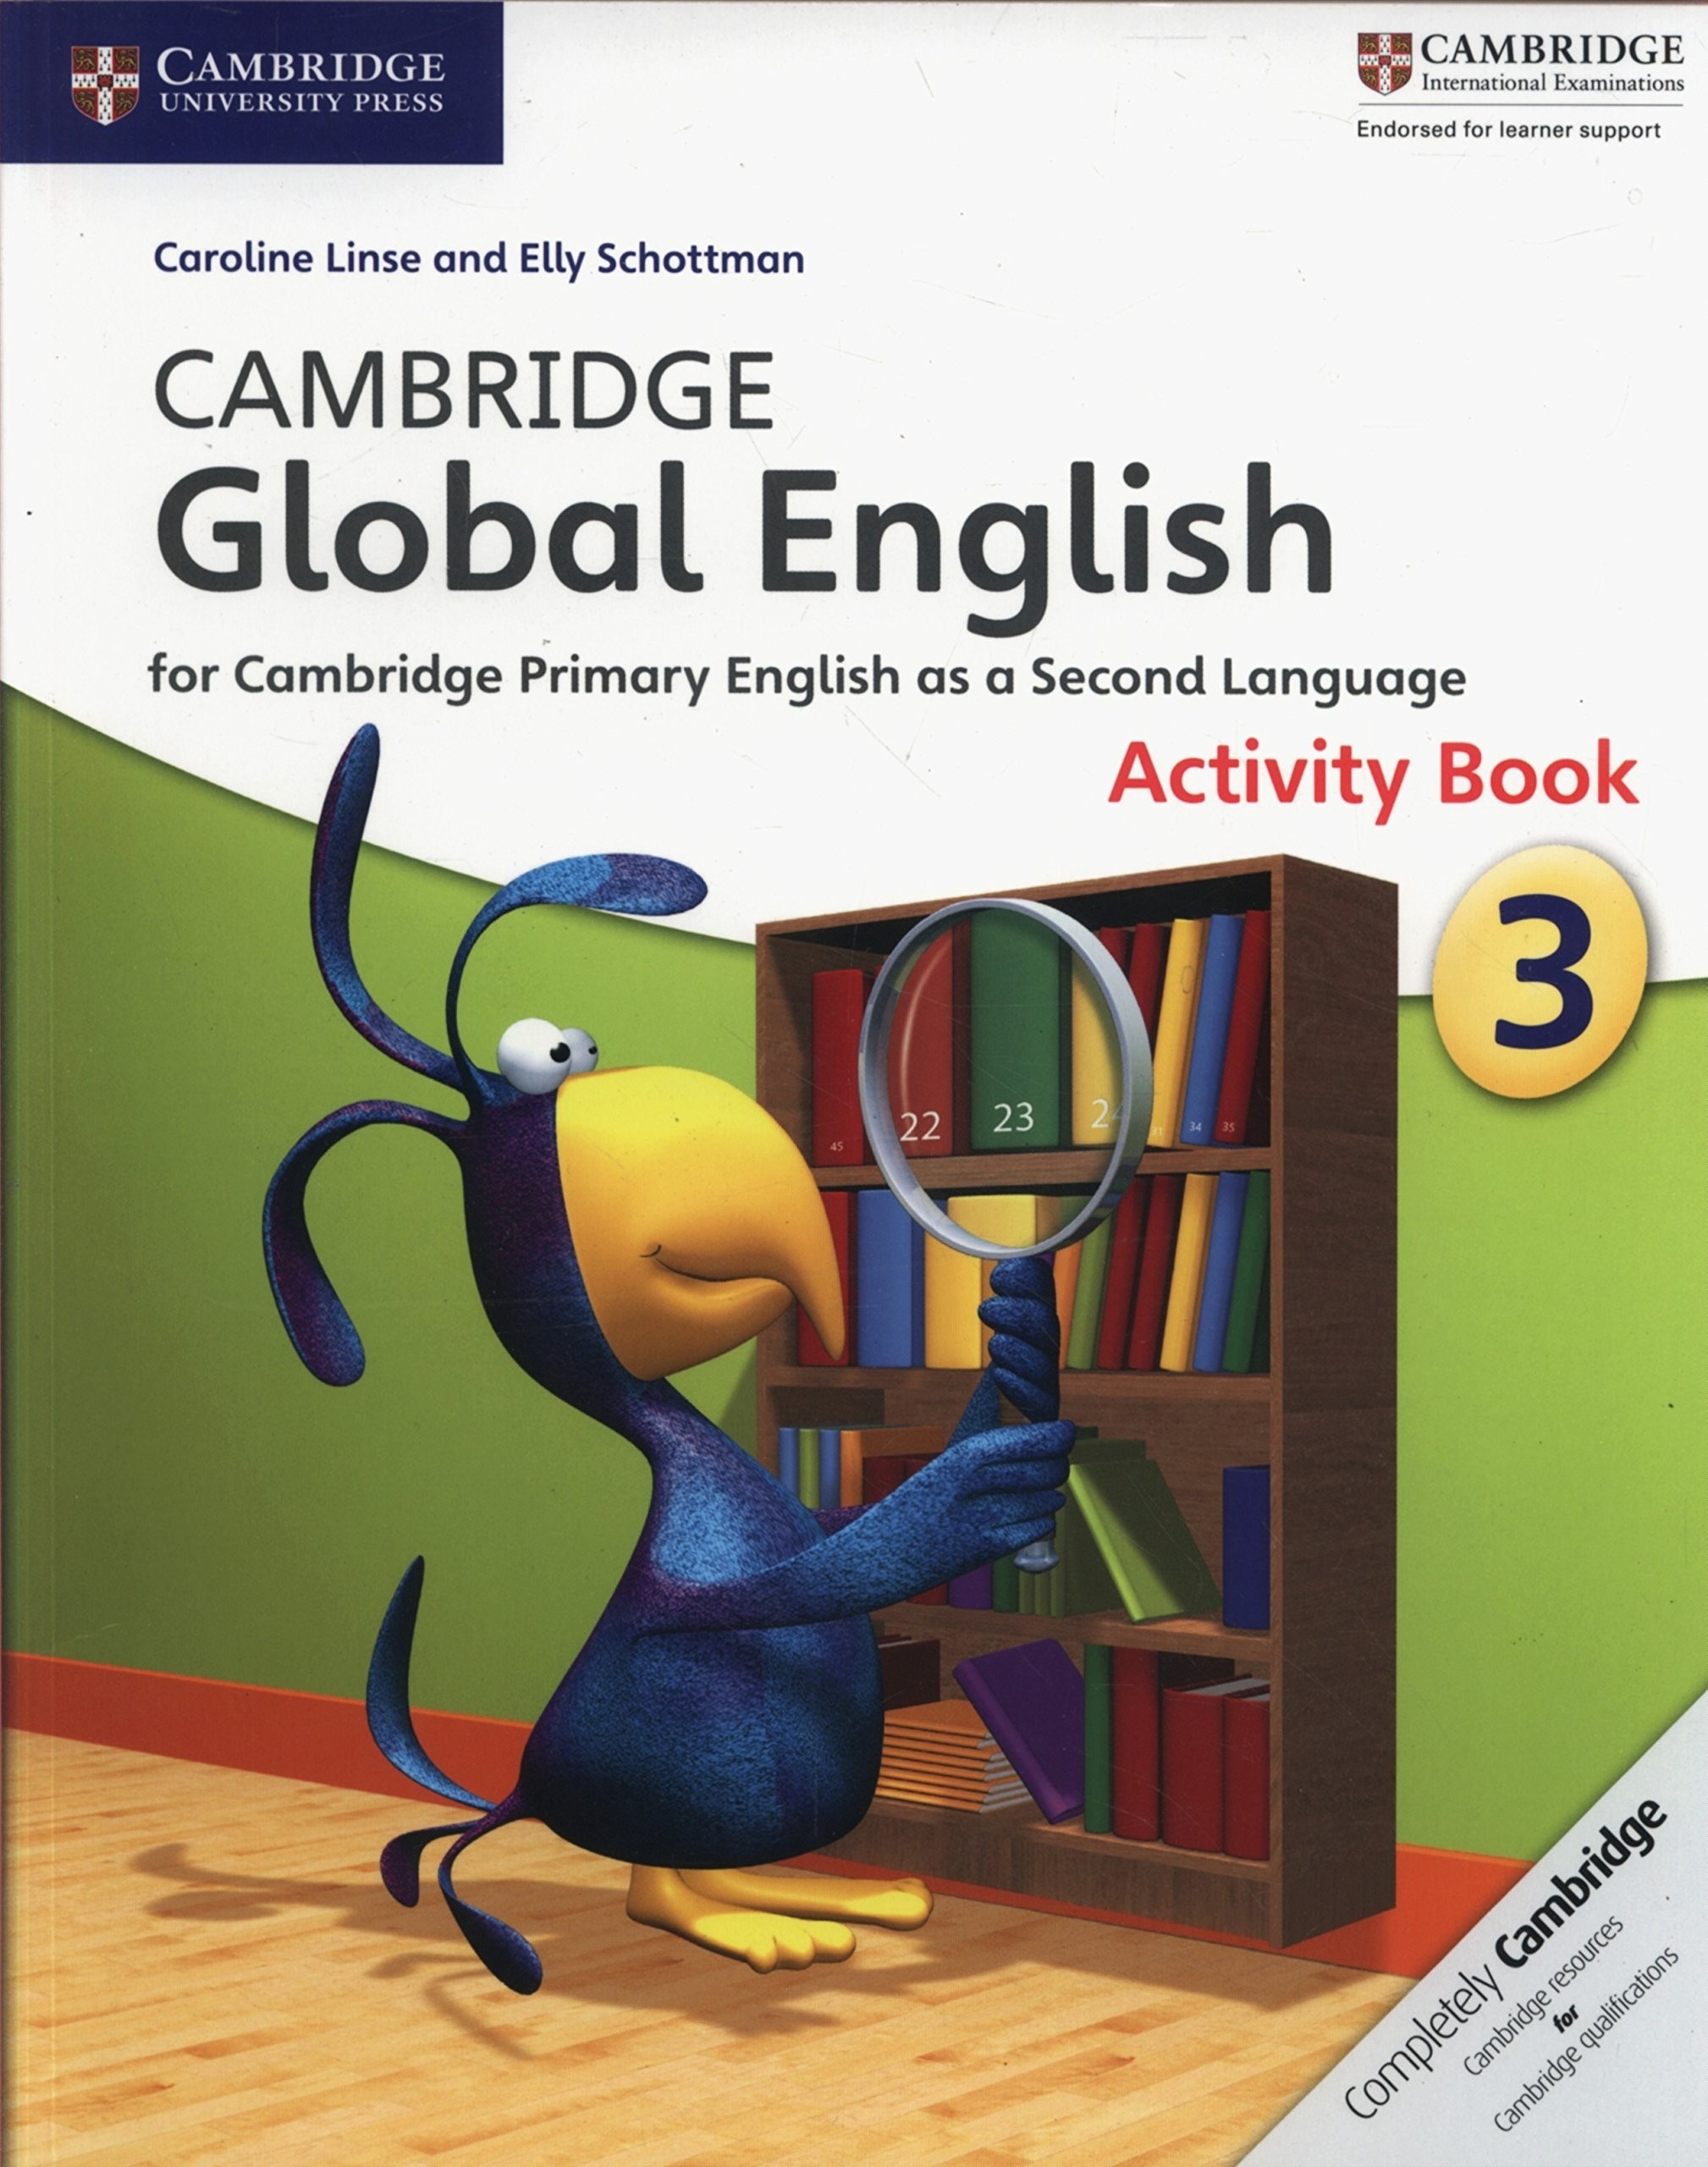 CAMBRIDGE
UNIVERSITY PRESS
CAMBRIDGE
International Examinations
Endorsed for learner support
Caroline Linse and Elly Schottman
CAMBRIDGE
Global English
for Cambridge Primary English as a Second Language
Activity Book
3
45
22
23
24
34
35
Completely Cambridge
Cambridge resources
for
Cambridge qualifications